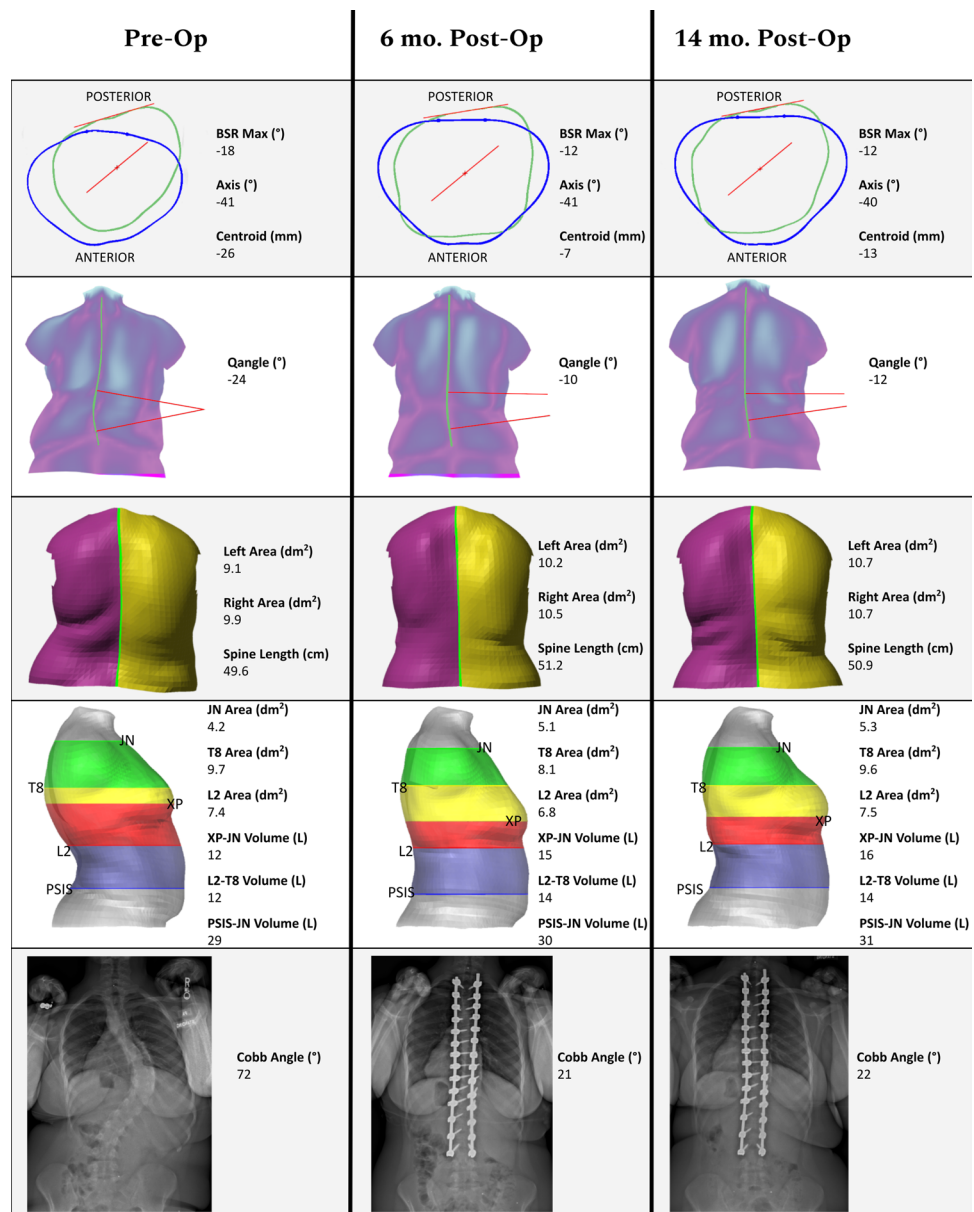 Pre-Op
6 mo. Post-Op
14 mo. Post-Op
POSTERIOR
BSR Max (°)
-18
Axis (°)
-41
Centroid (mm)
-26
ANTERIOR
POSTERIOR
BSR Max (°)
-12
Axis (°)
-41
Centroid (mm)
-7
ANTERIOR
POSTERIOR
BSR Max (°)
-12
Axis (°)
-40
Centroid (mm)
-13
ANTERIOR
Qangle (°)
-24
Qangle (°)
-10
Qangle (°)
-12
Left Area (dm²)
9.1
Right Area (dm²)
9.9
Spine Length (cm)
49.6
Left Area (dm²)
10.2
Right Area (dm²)
10.5
Spine Length (cm)
51.2
Left Area (dm²)
10.7
Right Area (dm²)
10.7
Spine Length (cm)
50.9
JN Area (dm²)
4.2
JN
T8 Area (dm²)
9.7
T8
L2 Area (dm²)
7.4
XP
XP-JN Volume (L)
12
L2
L2-T8 Volume (L)
12
PSIS
PSIS-JN Volume (L)
29
JN Area (dm²)
5.1
JN
T8 Area (dm²)
8.1
T8
L2 Area (dm²)
6.8
XP
XP-JN Volume (L)
15
L2
L2-T8 Volume (L)
14
PSIS
PSIS-JN Volume (L)
30
JN Area (dm²)
5.3
JN
T8 Area (dm²)
9.6
T8
L2 Area (dm²)
7.5
XP
XP-JN Volume (L)
16
L2
L2-T8 Volume (L)
14
PSIS
PSIS-JN Volume (L)
31
Cobb Angle (°)
72
Cobb Angle (°)
21
Cobb Angle (°)
22